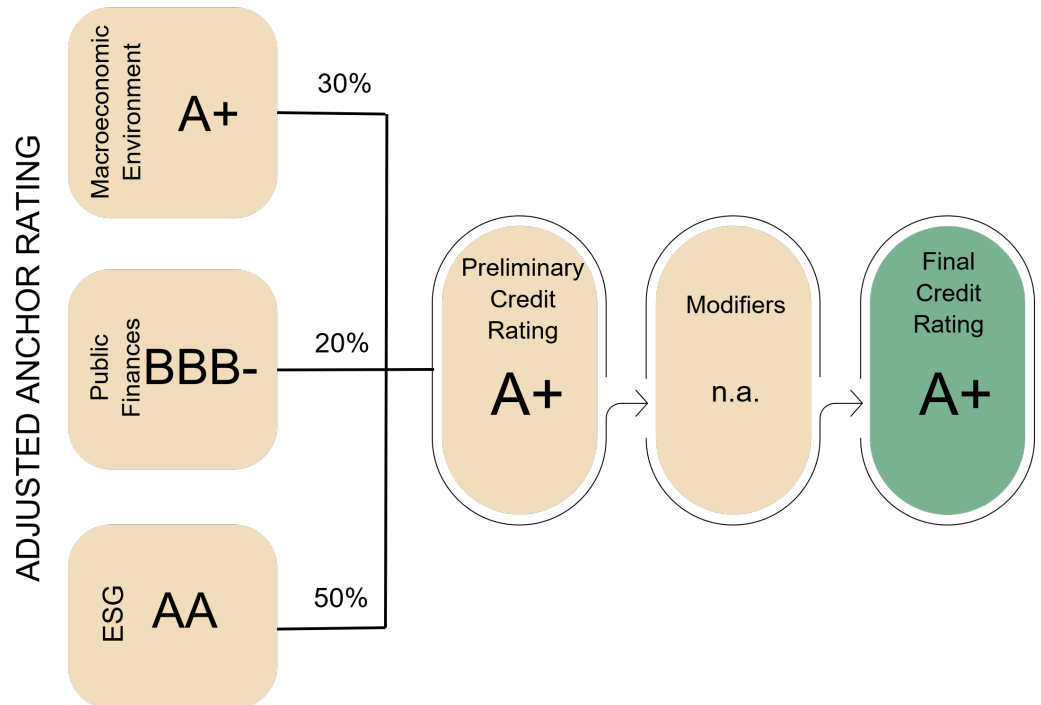 ADJUSTED ANCHOR RATING
Macroeconomic
Environment
A+
30%
Public
Finances
BBB-
20%
ESG
AA
50%
Preliminary
Credit
Rating
A+
Modifiers
n.a.
Final
Credit
Rating
A+